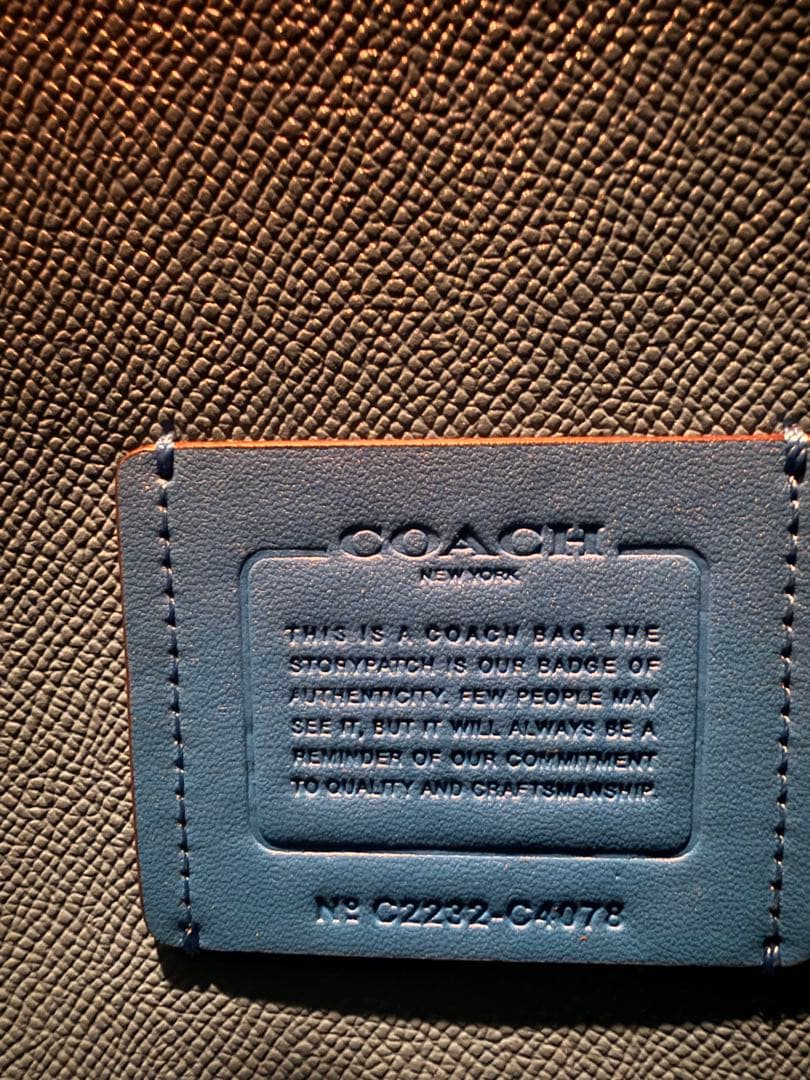 COACH
NEW YORK
THIS IS A COACH BAG. THE
STORYPATCH IS OUR BADGE OF
AUTHENTICITY. FEW PEOPLE MAY
SEE IT, BUT IT WILL ALWAYS BE A
REMINDER OF OUR COMMITMENT
TO QUALITY AND CRAFTSMANSHIP.
Nº C2232-C4078